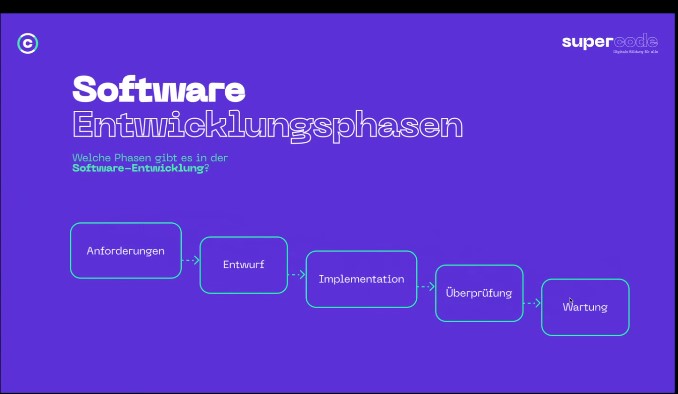 C
supercode
Digitale Bildung für alle
Software
Entwicklungsphasen
Welche Phasen gibt es in der
Software-Entwicklung?
Anforderungen
Entwurf
Implementation
Überprüfung
Wartung